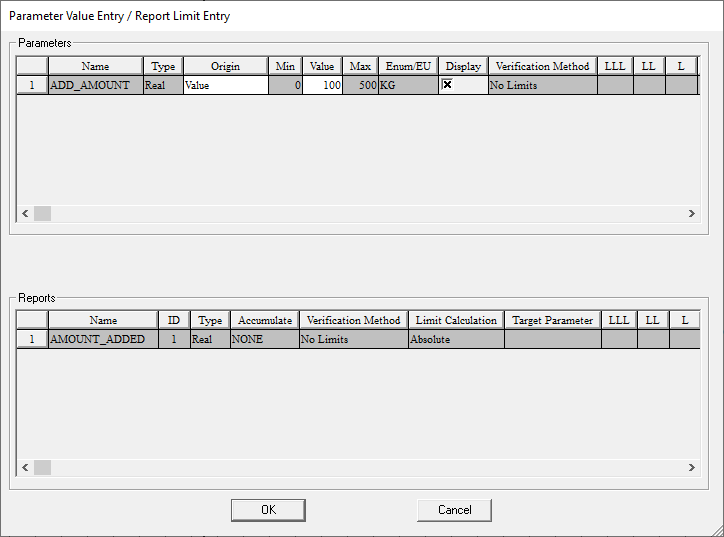 Parameter Value Entry / Report Limit Entry
Parameters
Name Type Origin Min Value Max Enum/EU Display Verification Method LLL LL L
1 ADD_AMOUNT Real Value 0 100 500 KG No Limits
Reports
Name ID Type Accumulate Verification Method Limit Calculation Target Parameter LLL LL L
1 AMOUNT_ADDED 1 Real NONE No Limits Absolute
OK Cancel